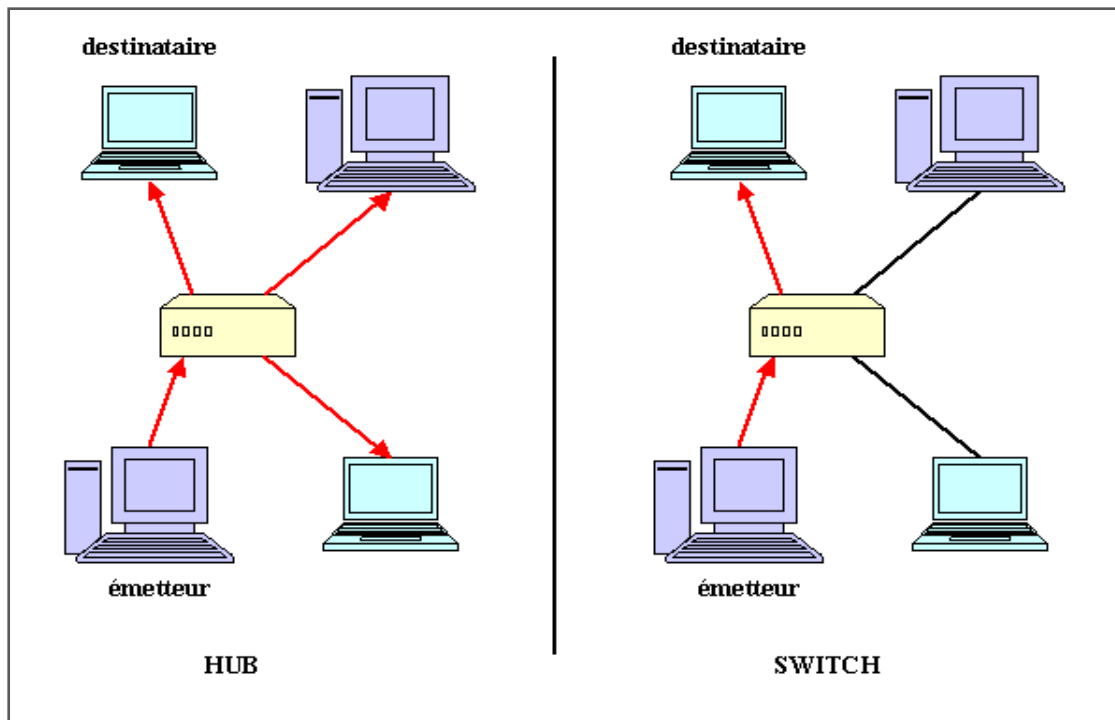 destinataire
destinataire
émetteur
émetteur
HUB
SWITCH